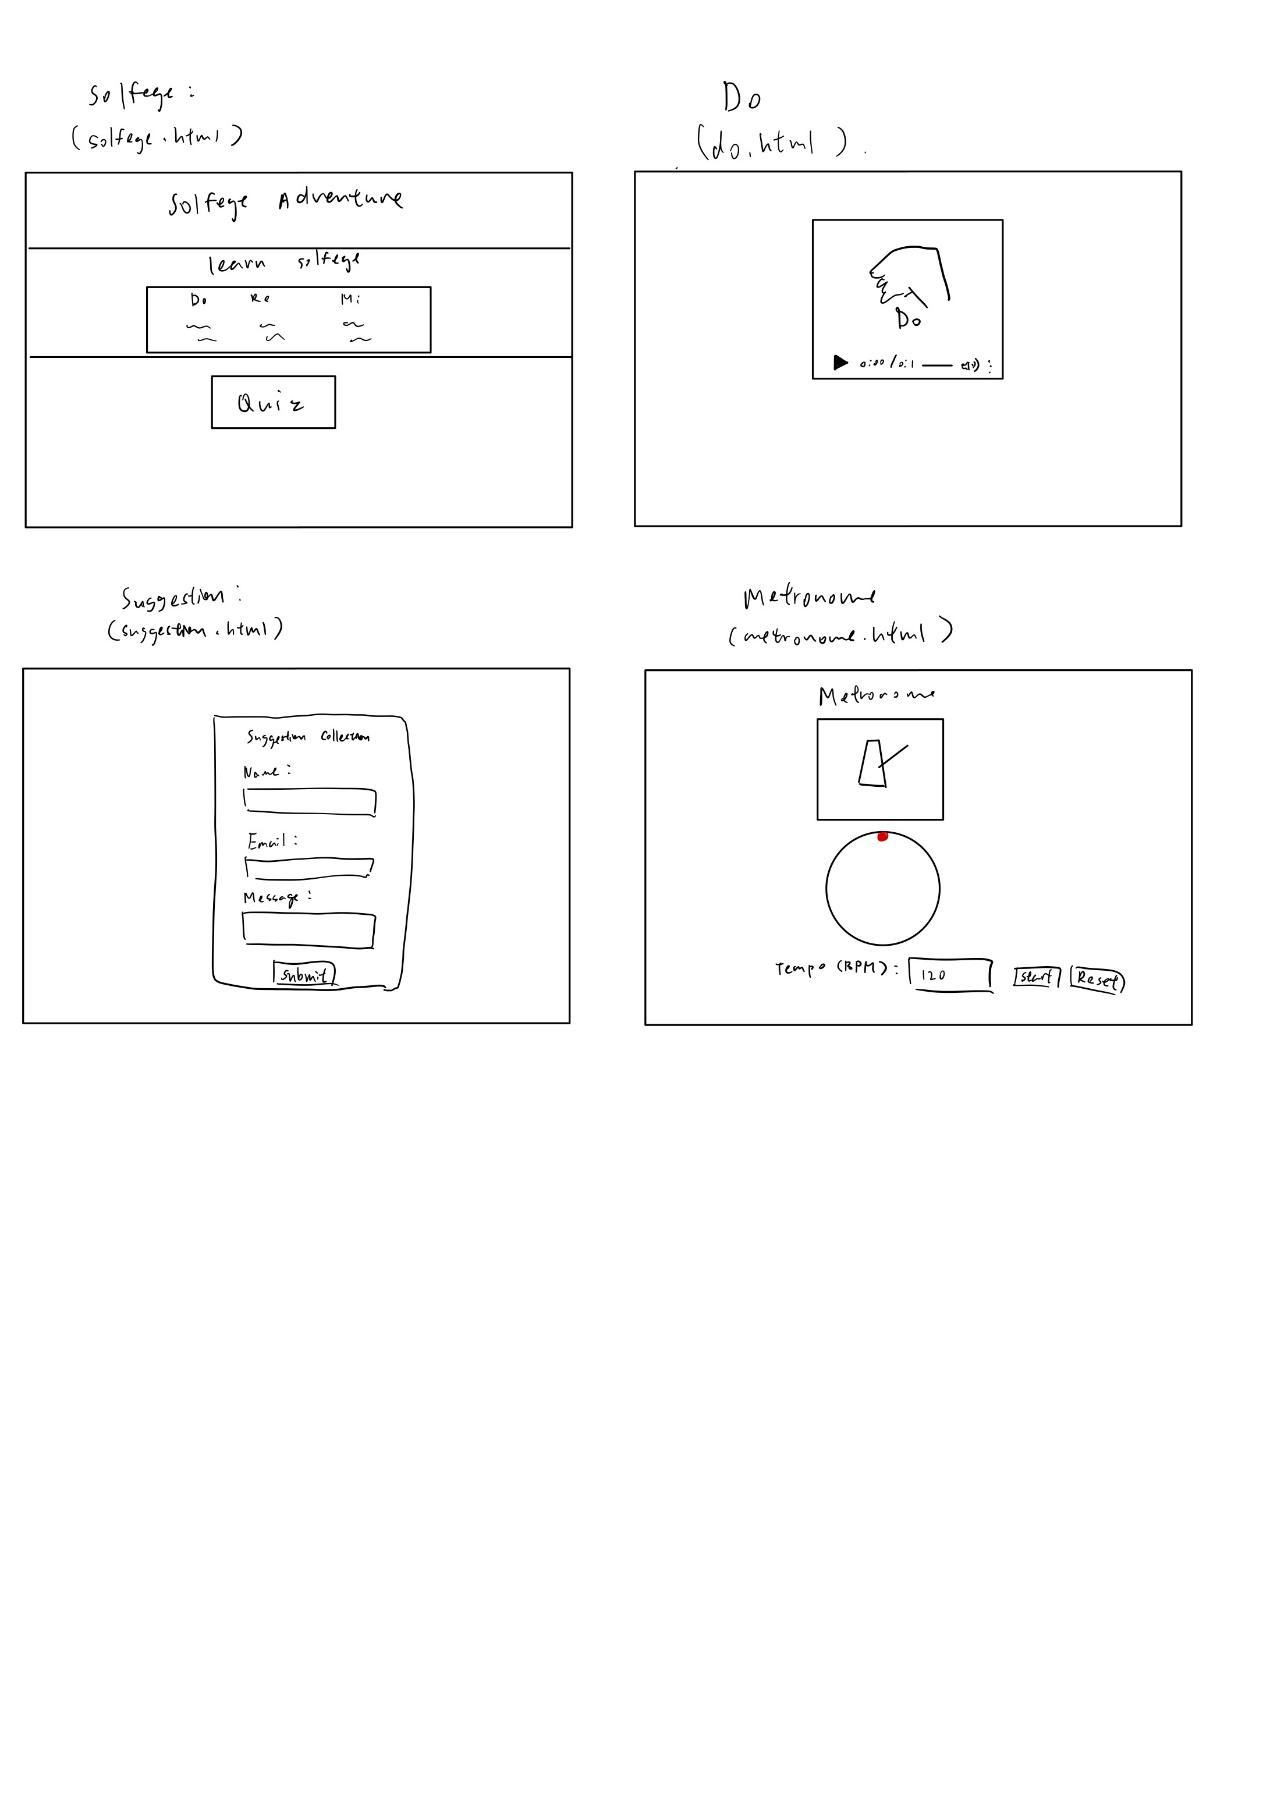 Solfege :
(solfege.html)
Solfege Adventure
learn solfege
Do Re Mi
Quiz
Do
(do.html).
Do
0:00 / 0:1
Suggestion :
(suggestion.html)
Suggestion Collection
Name :
Email :
Message :
Submit
Metronome
(metronome.html)
Metronome
Tempo (BPM) : 120 Start Reset